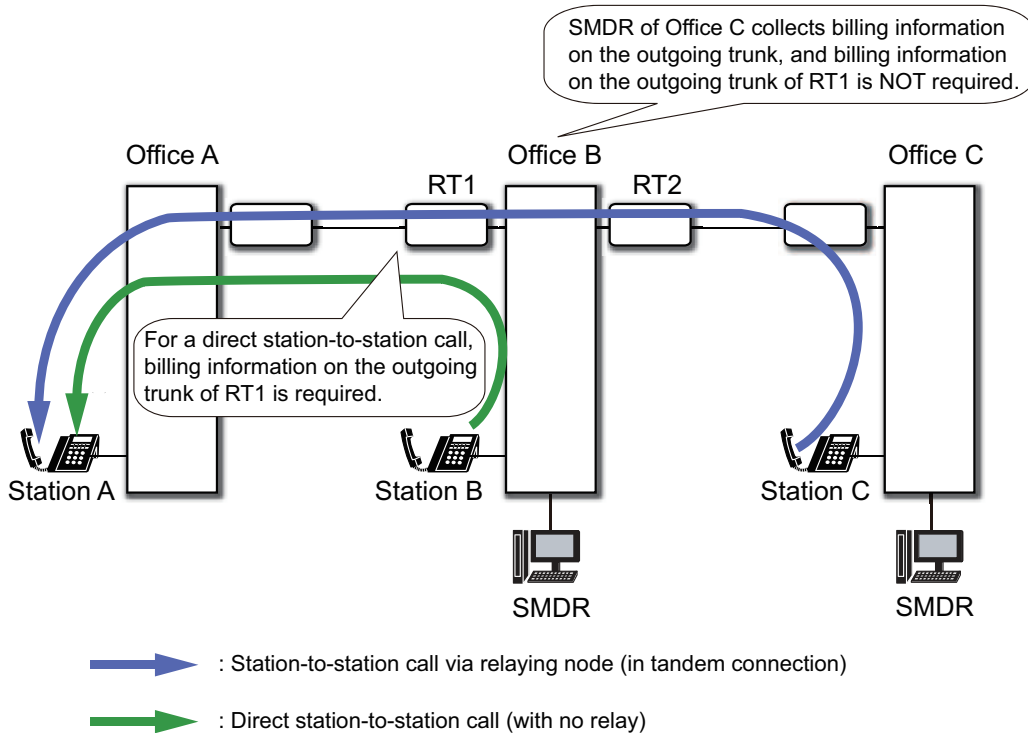 SMDR of Office C collects billing information
on the outgoing trunk, and billing information
on the outgoing trunk of RT1 is NOT required.
Office A
Office B
Office C
RT1
RT2
For a direct station-to-station call,
billing information on the outgoing
trunk of RT1 is required.
Station A
Station B
Station C
SMDR
SMDR
: Station-to-station call via relaying node (in tandem connection)
: Direct station-to-station call (with no relay)